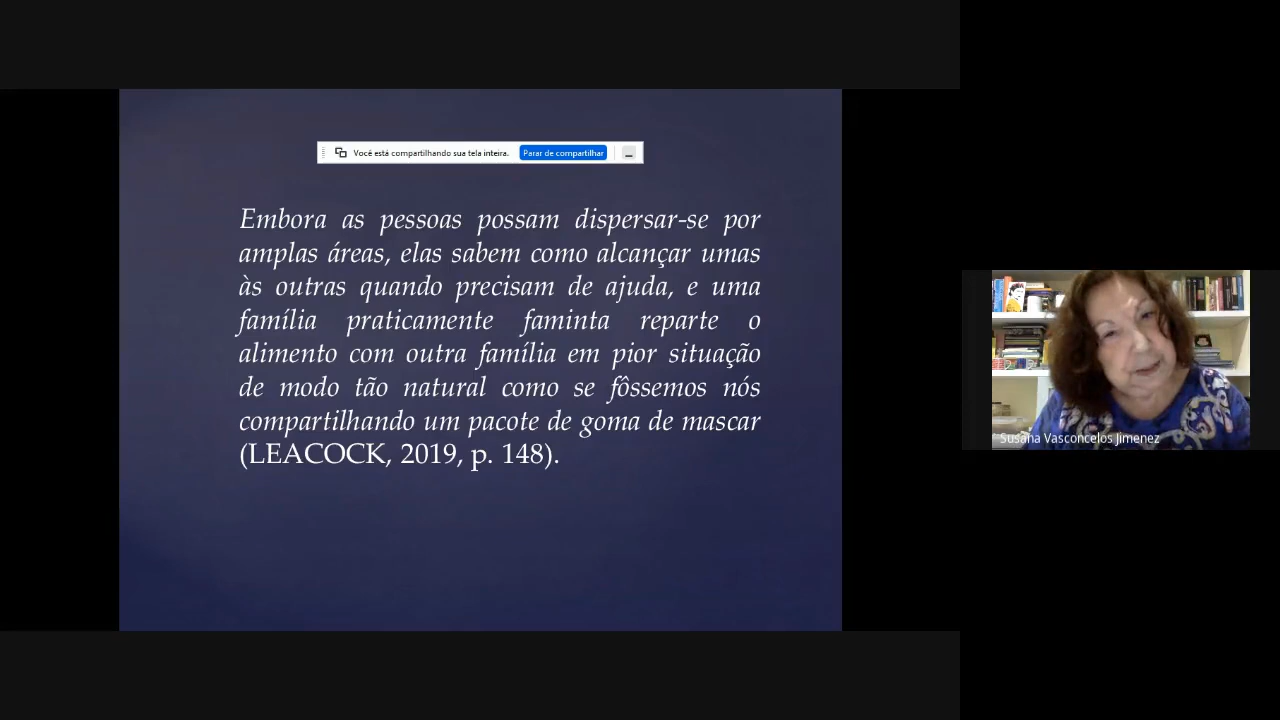 Você está compartilhando sua tela inteira. Parar de compartilhar
Embora as pessoas possam dispersar-se por
amplas áreas, elas sabem como alcançar umas
às outras quando precisam de ajuda, e uma
família praticamente faminta reparte o
alimento com outra família em pior situação
de modo tão natural como se fôssemos nós
compartilhando um pacote de goma de mascar
(LEACOCK, 2019, p. 148).
Susana Vasconcelos Jimenez